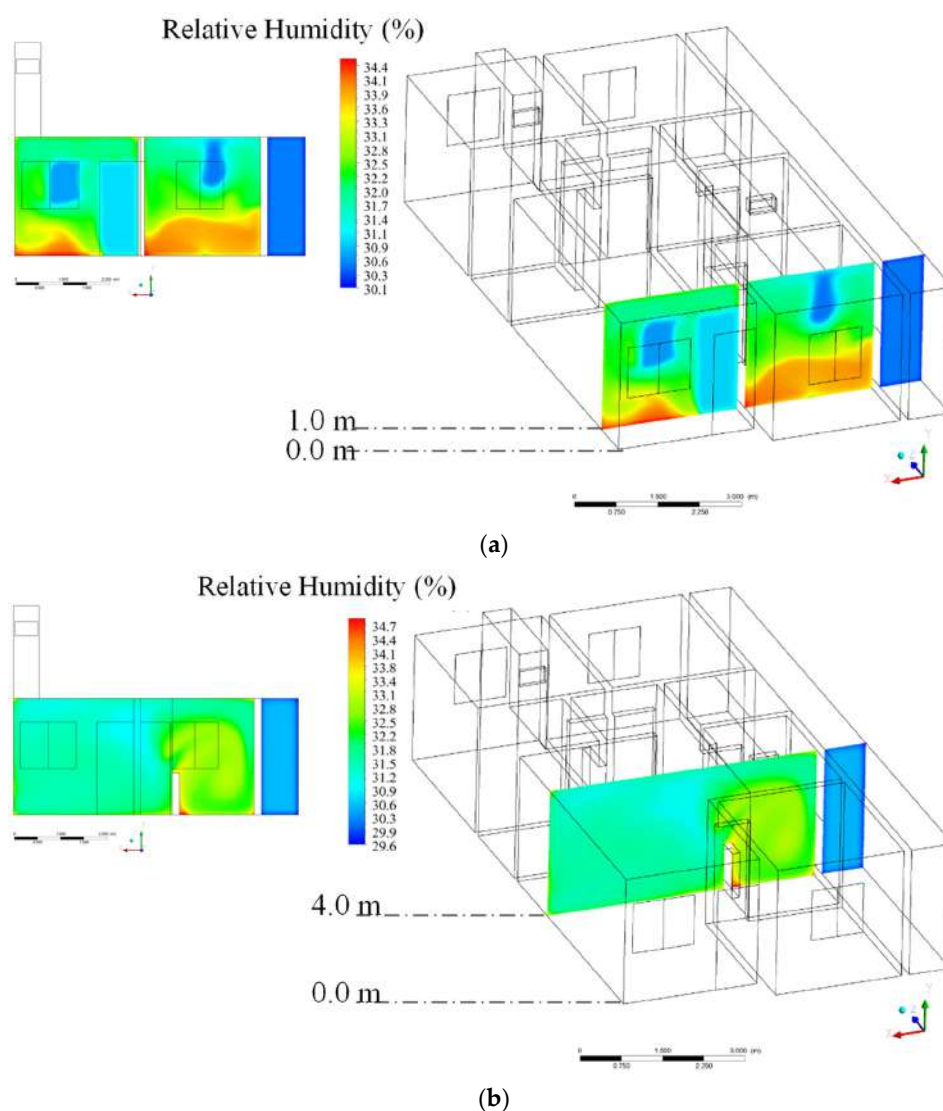 Relative Humidity (%)
34.4
34.1
33.9
33.6
33.3
33.1
32.8
32.5
32.3
32.0
31.7
31.4
31.1
30.9
30.6
30.3
30.1
1.0 m
0.0 m
0 1.500 3.000 (m)
0.750 2.250
Y
Z
X
(a)
Relative Humidity (%)
34.7
34.4
34.1
33.8
33.4
33.1
32.8
32.5
32.2
31.8
31.5
31.2
30.9
30.6
30.3
29.9
29.6
4.0 m
0.0 m
0 1.500 3.000 (m)
0.750 2.250
Y
Z
X
(b)